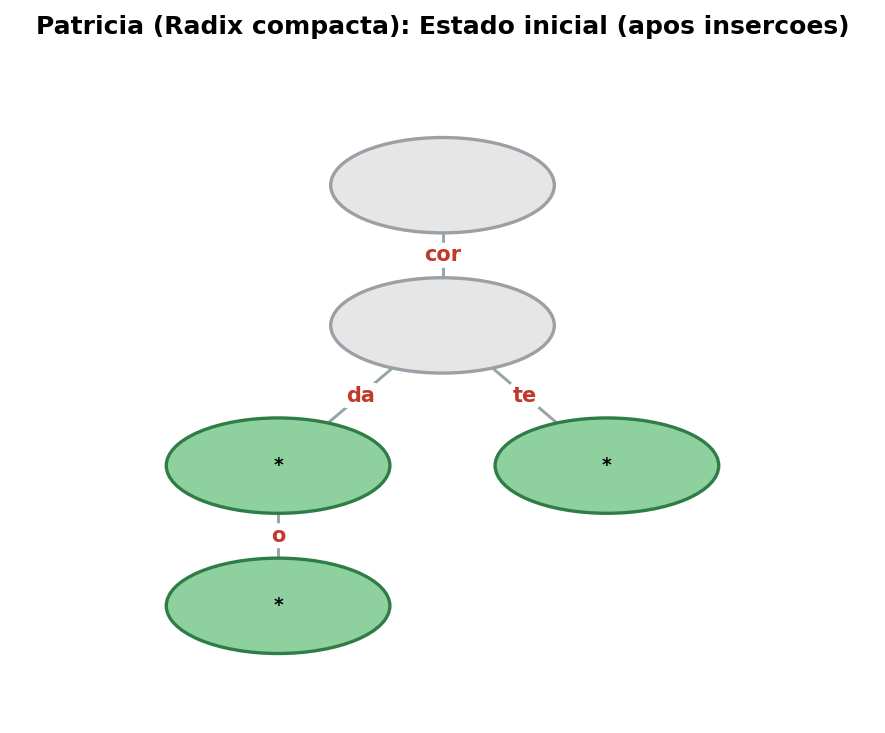 Patricia (Radix compacta): Estado inicial (apos insercoes)
cor
da
te
*
*
o
*